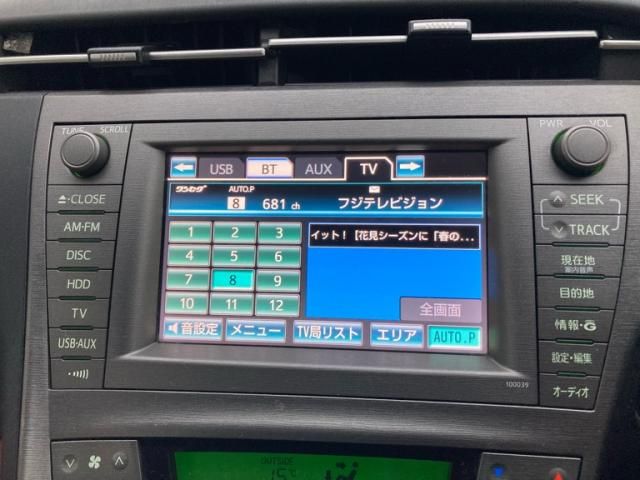 TUNE SCROLL
PWR VOL
USB BT AUX TV
ワンセグ AUTO.P
8 681 ch フジテレビジョン
イット!【花見シーズンに「春の...
1 2 3
4 5 6
7 8 9
10 11 12
全画面
音設定 メニュー TV局リスト エリア AUTO.P
⏏:CLOSE
AM・FM
DISC
HDD
TV
USB・AUX
SEEK
TRACK
現在地
案内音声
目的地
情報・G
設定・編集
オーディオ
100039
OUTSIDE
15